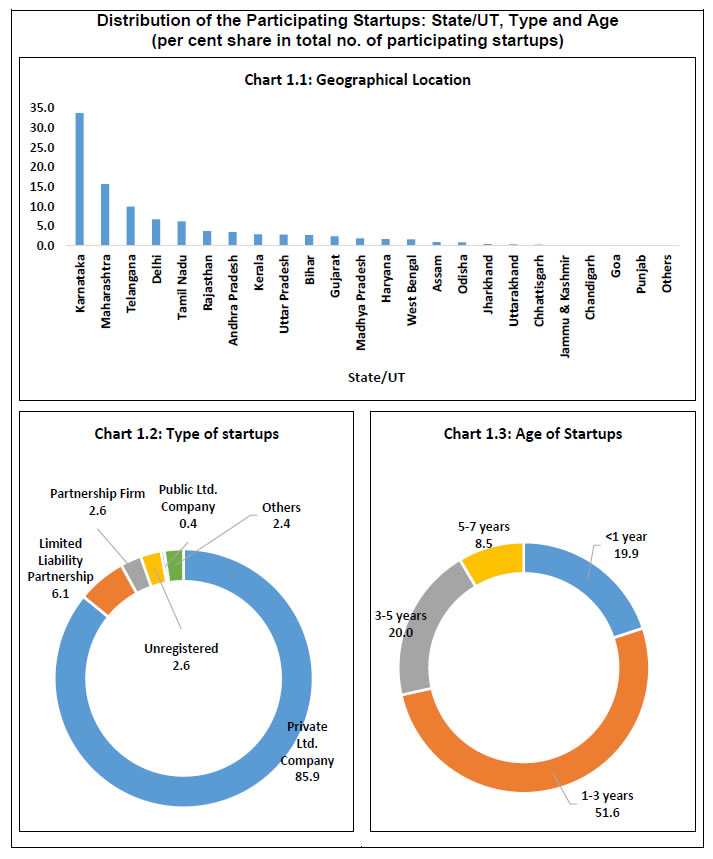 Distribution of the Participating Startups: State/UT, Type and Age
(per cent share in total no. of participating startups)
Chart 1.1: Geographical Location
35.0
30.0
25.0
20.0
15.0
10.0
5.0
0.0
Karnataka
Maharashtra
Telangana
Delhi
Tamil Nadu
Rajasthan
Andhra Pradesh
Kerala
Uttar Pradesh
Bihar
Gujarat
Madhya Pradesh
Haryana
West Bengal
Assam
Odisha
Jharkhand
Uttarakhand
Chhattisgarh
Jammu & Kashmir
Chandigarh
Goa
Punjab
Others
State/UT
Chart 1.2: Type of startups
Partnership Firm
2.6
Public Ltd.
Company
0.4
Others
2.4
Limited
Liability
Partnership
6.1
Unregistered
2.6
Private
Ltd.
Company
85.9
Chart 1.3: Age of Startups
5-7 years
8.5
<1 year
19.9
3-5 years
20.0
1-3 years
51.6